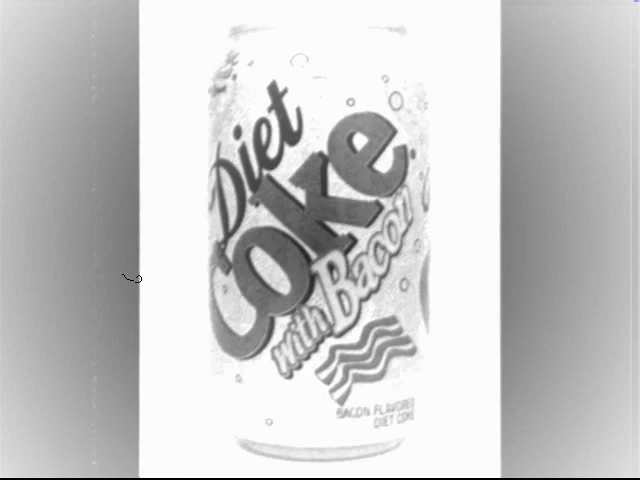 Diet
Coke
with Bacon
BACON FLAVORED
DIET COKE